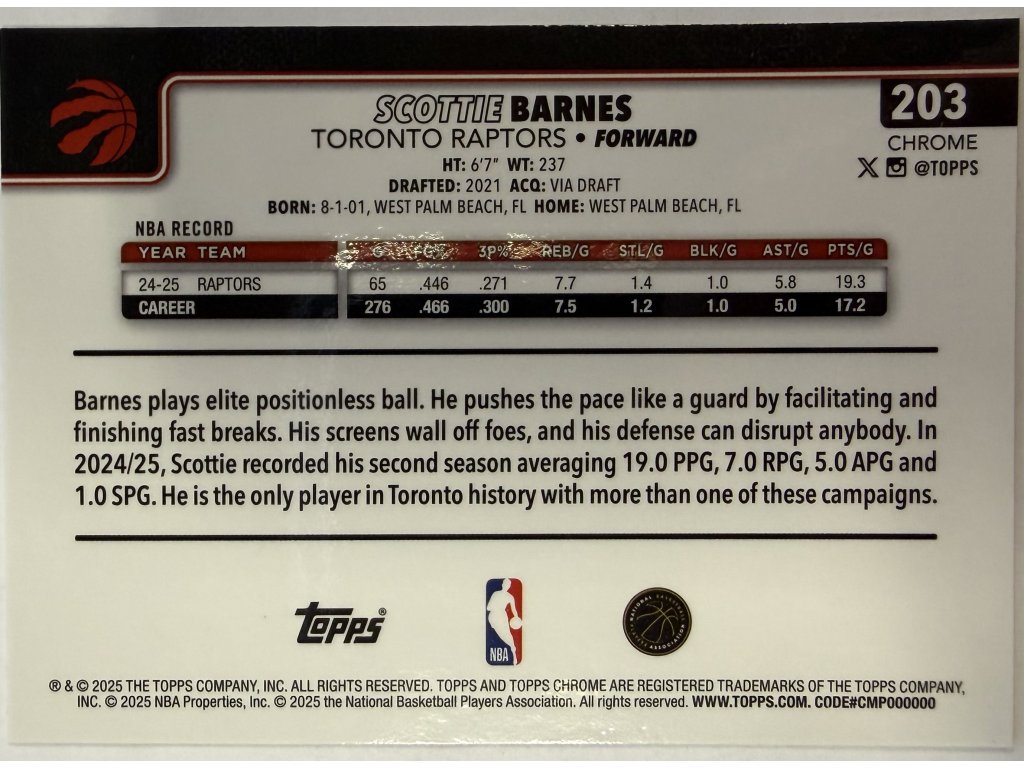 SCOTTIE BARNES
203
TORONTO RAPTORS • FORWARD
CHROME
HT: 6'7" WT: 237
@TOPPS
DRAFTED: 2021 ACQ: VIA DRAFT
BORN: 8-1-01, WEST PALM BEACH, FL HOME: WEST PALM BEACH, FL
NBA RECORD
YEAR TEAM G FG% 3P% REB/G STL/G BLK/G AST/G PTS/G
24-25 RAPTORS 65 .446 .271 7.7 1.4 1.0 5.8 19.3
CAREER 276 .466 .300 7.5 1.2 1.0 5.0 17.2
Barnes plays elite positionless ball. He pushes the pace like a guard by facilitating and
finishing fast breaks. His screens wall off foes, and his defense can disrupt anybody. In
2024/25, Scottie recorded his second season averaging 19.0 PPG, 7.0 RPG, 5.0 APG and
1.0 SPG. He is the only player in Toronto history with more than one of these campaigns.
Topps®
NBA
NATIONAL BASKETBALL
PLAYERS ASSOCIATION
® & © 2025 THE TOPPS COMPANY, INC. ALL RIGHTS RESERVED. TOPPS AND TOPPS CHROME ARE REGISTERED TRADEMARKS OF THE TOPPS COMPANY,
INC. © 2025 NBA Properties, Inc. © 2025 the National Basketball Players Association. All rights reserved. WWW.TOPPS.COM. CODE#CMP000000